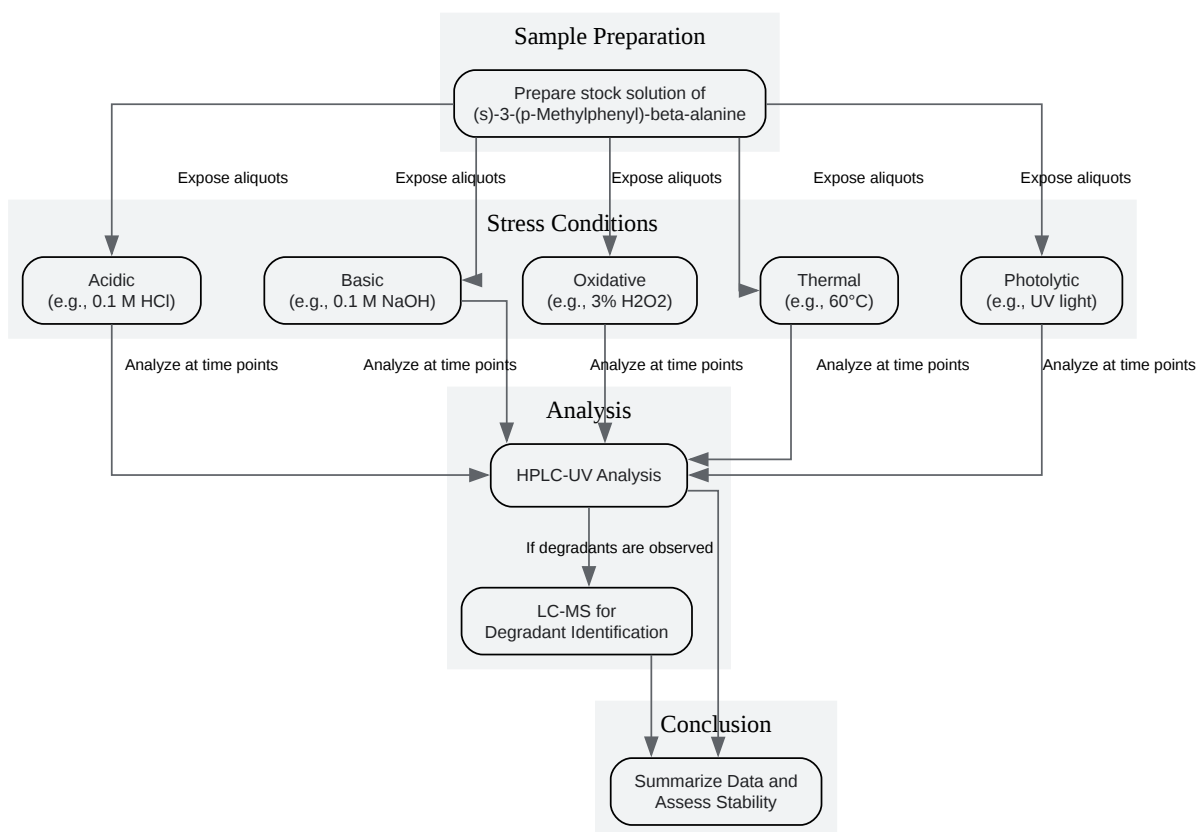 Sample Preparation
Prepare stock solution of
(s)-3-(p-Methylphenyl)-beta-alanine
Expose aliquots
Expose aliquots
Expose aliquots
Expose aliquots
Expose aliquots
Stress Conditions
Acidic
(e.g., 0.1 M HCl)
Basic
(e.g., 0.1 M NaOH)
Oxidative
(e.g., 3% H2O2)
Thermal
(e.g., 60°C)
Photolytic
(e.g., UV light)
Analyze at time points
Analyze at time points
Analyze at time points
Analyze at time points
Analyze at time points
Analysis
HPLC-UV Analysis
If degradants are observed
LC-MS for
Degradant Identification
Conclusion
Summarize Data and
Assess Stability